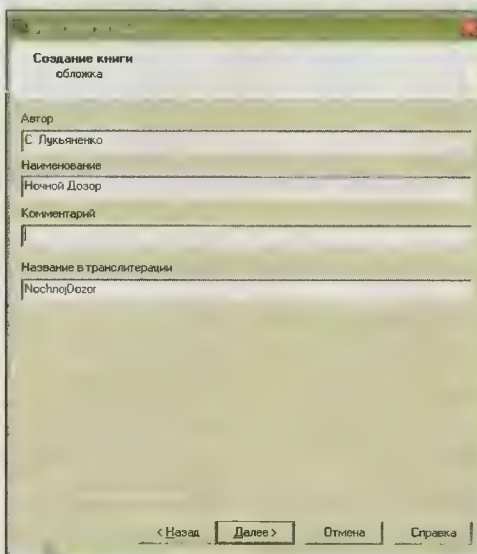 Создание книги
обложка
Автор
С. Лукьяненко
Наименование
Ночной Дозор
Комментарий
Название в транслитерации
NochnojDozor
< Назад Далее > Отмена Справка